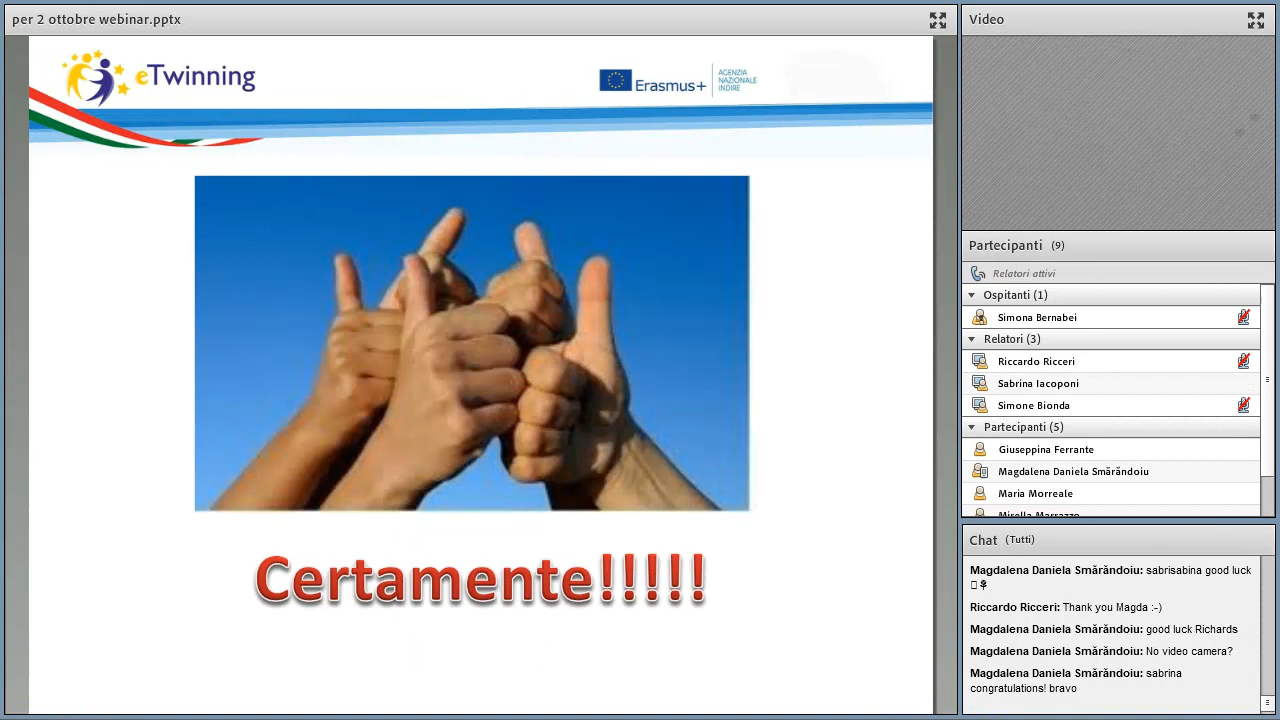 per 2 ottobre webinar.pptx
eTwinning
Erasmus+
AGENZIA
NAZIONALE
INDIRE
Certamente!!!!!
Video
Partecipanti (9)
Relatori attivi
Ospitanti (1)
Simona Bernabei
Relatori (3)
Riccardo Ricceri
Sabrina Iacoponi
Simone Bionda
Partecipanti (5)
Giuseppina Ferrante
Magdalena Daniela Smărăndoiu
Maria Morreale
Mirella Marrazzo
Chat (Tutti)
Magdalena Daniela Smărăndoiu: sabrisabina good luck
Riccardo Ricceri: Thank you Magda :-)
Magdalena Daniela Smărăndoiu: good luck Richards
Magdalena Daniela Smărăndoiu: No video camera?
Magdalena Daniela Smărăndoiu: sabrina
congratulations! bravo